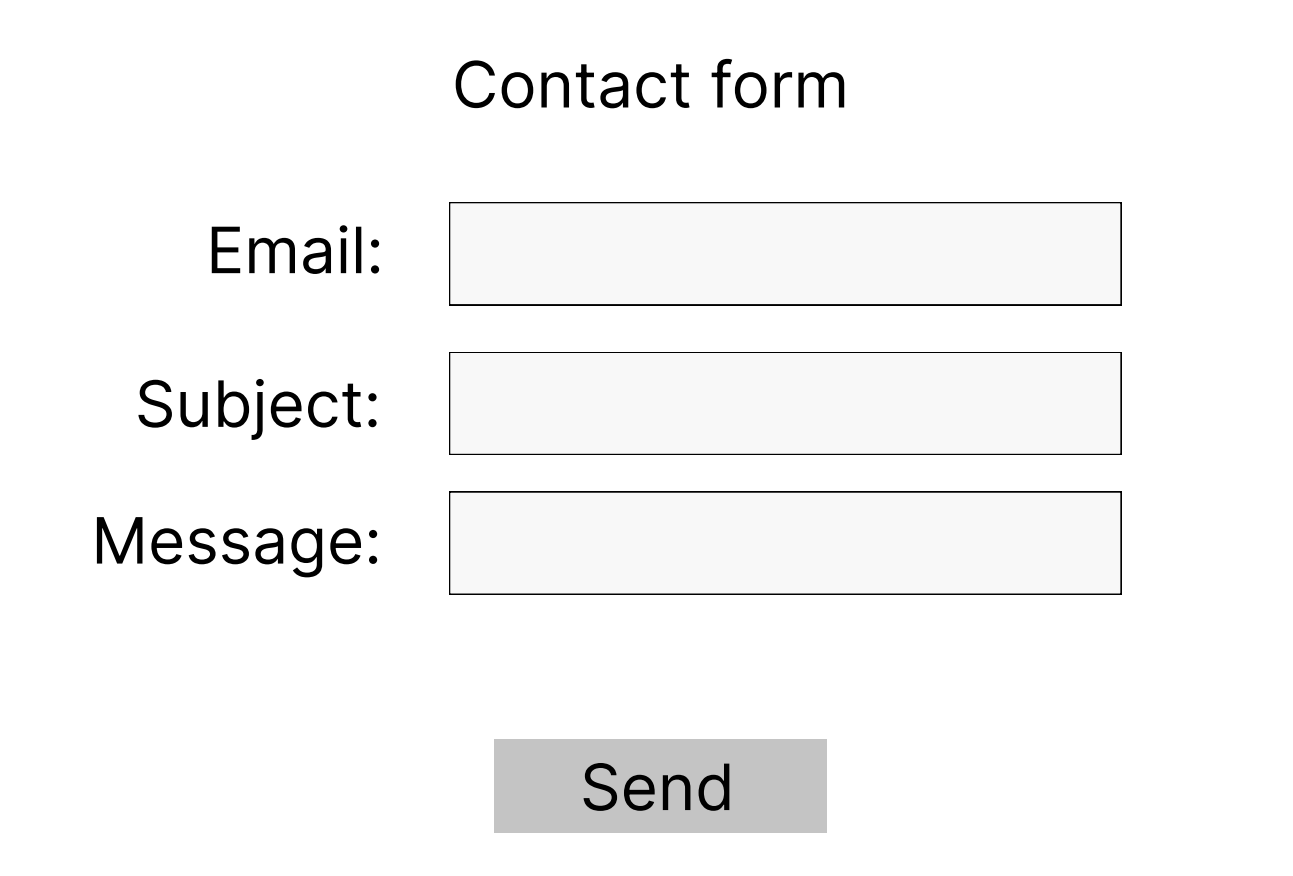 Contact form
Email:
Subject:
Message:
Send